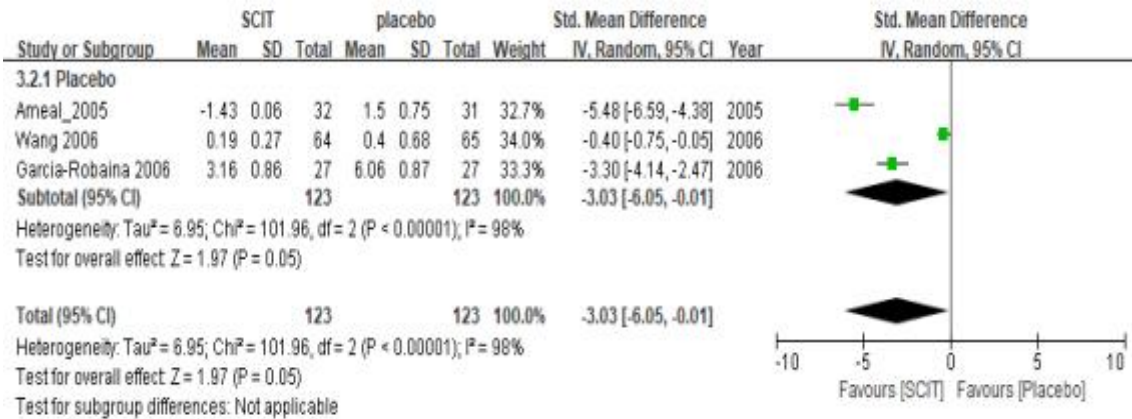 SCIT placebo Std. Mean Difference Std. Mean Difference
Study or Subgroup Mean SD Total Mean SD Total Weight IV, Random, 95% CI Year IV, Random, 95% CI
3.2.1 Placebo
Ameal_2005 -1.43 0.06 32 1.5 0.75 31 32.7% -5.48 [-6.59, -4.38] 2005
Wang 2006 0.19 0.27 64 0.4 0.68 65 34.0% -0.40 [-0.75, -0.05] 2006
Garcia-Robaina 2006 3.16 0.86 27 6.06 0.87 27 33.3% -3.30 [-4.14, -2.47] 2006
Subtotal (95% CI) 123 123 100.0% -3.03 [-6.05, -0.01]
Heterogeneity: Tau² = 6.95; Chi² = 101.96, df = 2 (P < 0.00001); I² = 98%
Test for overall effect: Z = 1.97 (P = 0.05)
Total (95% CI) 123 123 100.0% -3.03 [-6.05, -0.01]
Heterogeneity: Tau² = 6.95; Chi² = 101.96, df = 2 (P < 0.00001); I² = 98%
Test for overall effect: Z = 1.97 (P = 0.05)
Test for subgroup differences: Not applicable
-10 -5 0 5 10
Favours [SCIT] Favours [Placebo]